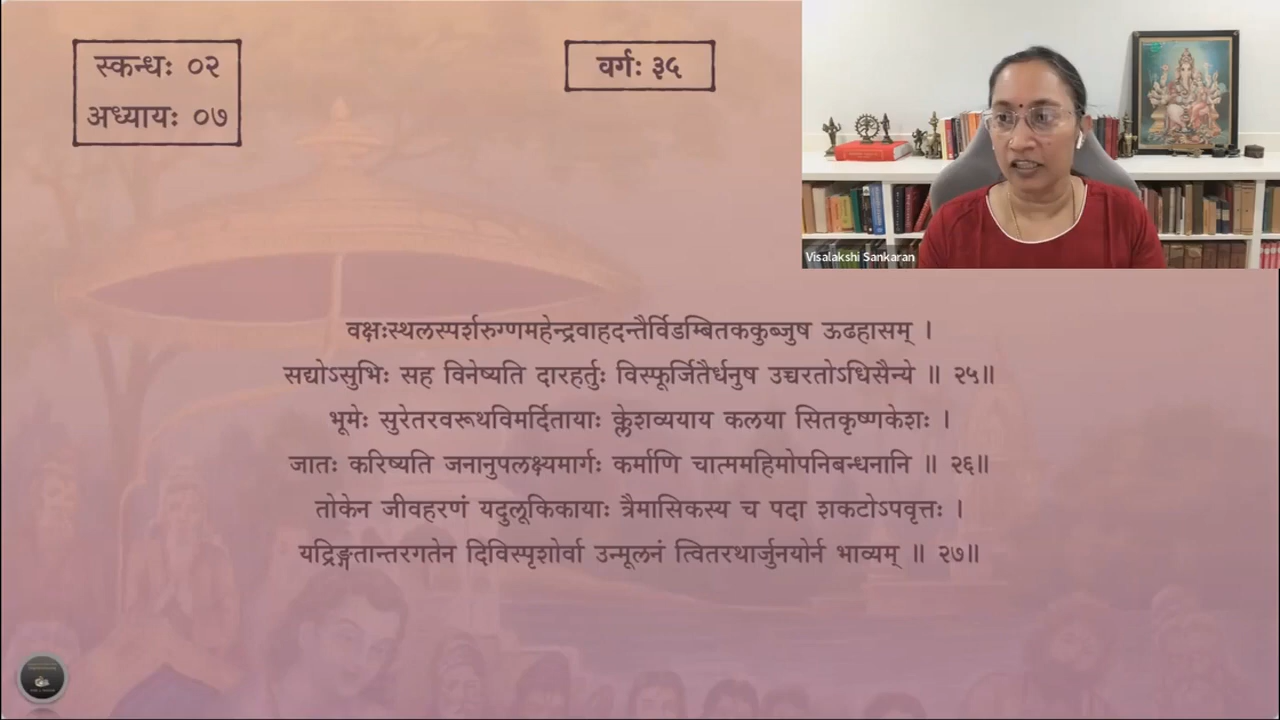 स्कन्धः ०२
अध्यायः ०७
वर्गः ३५
Visalakshi Sankaran
वक्षःस्थलस्पर्शरुग्णमहेन्द्रवाहदन्तैर्विडम्बितककुब्जुष ऊढहासम् ।
सद्योऽसुभिः सह विनेष्यति दारहर्तुः विस्फूर्जितैर्धनुष उच्चरतोऽधिसैन्ये ॥ २५॥
भूमेः सुरेतरवरूथविमर्दितायाः क्लेशव्ययाय कलया सितकृष्णकेशः ।
जातः करिष्यति जनानुपलक्ष्यमार्गः कर्माणि चात्ममहिमोपनिबन्धनानि ॥ २६॥
तोकेन जीवहरणं यदुलूकिकायाः त्रैमासिकस्य च पदा शकटोऽपवृत्तः ।
यद्रिङ्गतान्तरगतेन दिविस्पृशोर्वा उन्मूलनं त्वितरथार्जुनयोर्न भाव्यम् ॥ २७॥